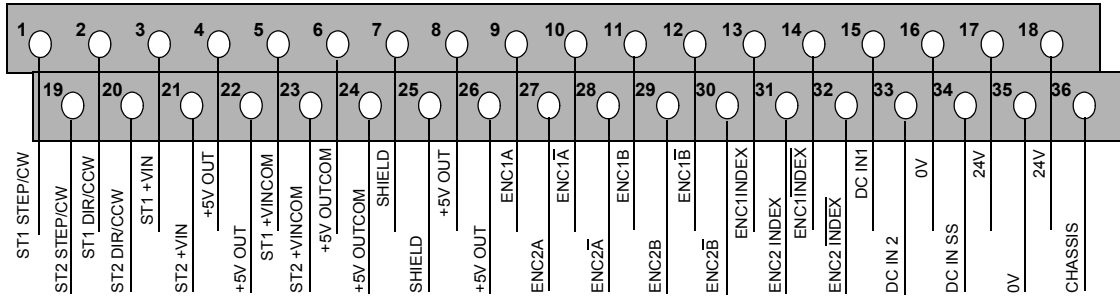 1 2 3 4 5 6 7 8 9 10 11 12 13 14 15 16 17 18
19 20 21 22 23 24 25 26 27 28 29 30 31 32 33 34 35 36
ST1 STEP/CW
ST2 STEP/CW
ST1 DIR/CCW
ST2 DIR/CCW
ST1 +VIN
ST2 +VIN
+5V OUT
+5V OUT
ST1 +VINCOM
ST2 +VINCOM
+5V OUTCOM
+5V OUTCOM
SHIELD
SHIELD
+5V OUT
+5V OUT
ENC1A
ENC2A
ENC1A̅
ENC2A̅
ENC1B
ENC2B
ENC1B̅
ENC2B̅
ENC1INDEX
ENC2 INDEX
ENC1I̅N̅D̅E̅X̅
ENC2 I̅N̅D̅E̅X̅
DC IN1
DC IN 2
0V
DC IN SS
24V
0V
24V
CHASSIS